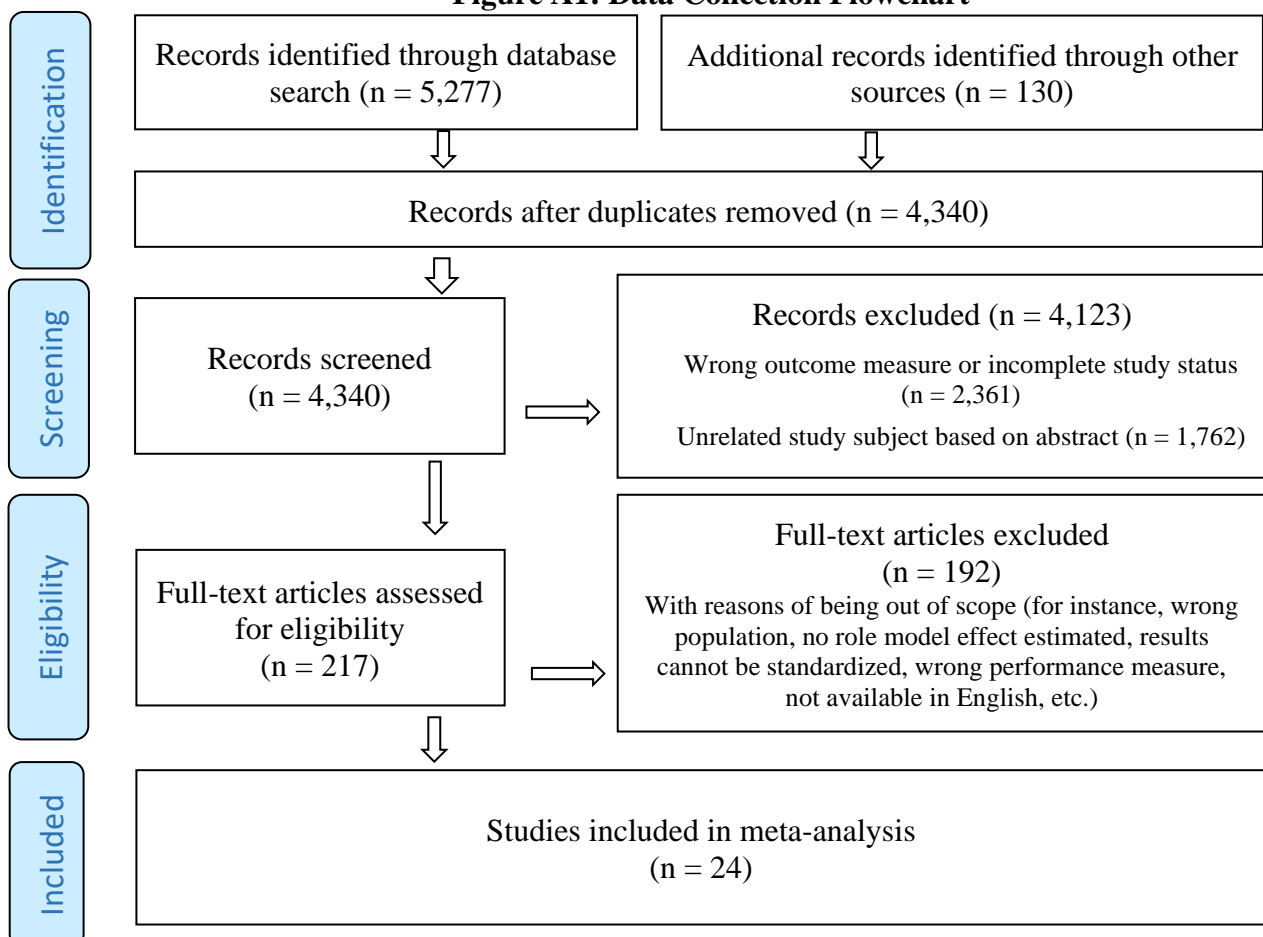 Figure A1: Data Collection Flowchart
Identification
Records identified through database
search (n = 5,277)
Additional records identified through other
sources (n = 130)
Records after duplicates removed (n = 4,340)
Screening
Records screened
(n = 4,340)
Records excluded (n = 4,123)
Wrong outcome measure or incomplete study status
(n = 2,361)
Unrelated study subject based on abstract (n = 1,762)
Eligibility
Full-text articles assessed
for eligibility
(n = 217)
Full-text articles excluded
(n = 192)
With reasons of being out of scope (for instance, wrong
population, no role model effect estimated, results
cannot be standardized, wrong performance measure,
not available in English, etc.)
Included
Studies included in meta-analysis
(n = 24)